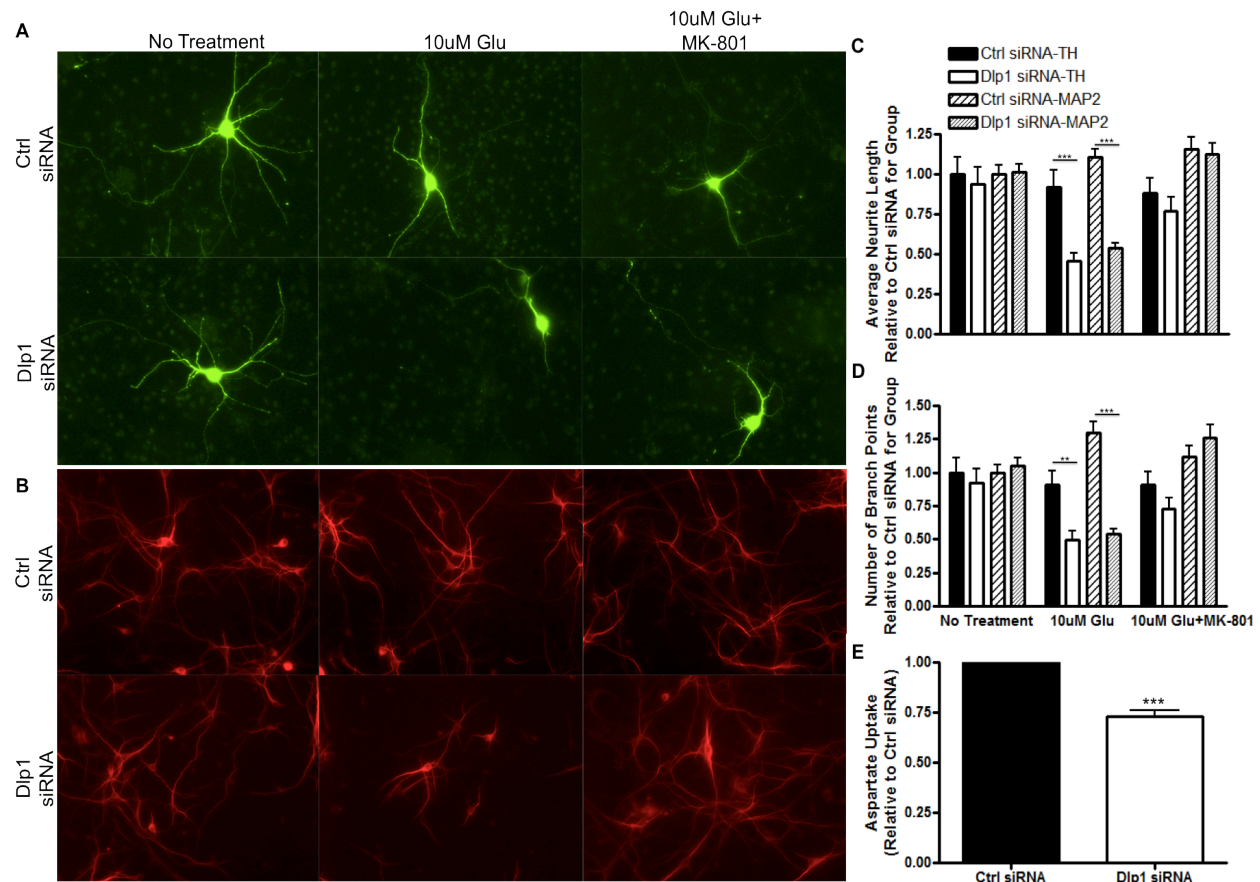 A
No Treatment
10uM Glu
10uM Glu+
MK-801
Ctrl
siRNA
Dlp1
siRNA
B
Ctrl
siRNA
Dlp1
siRNA
C
Ctrl siRNA-TH
Dlp1 siRNA-TH
Ctrl siRNA-MAP2
Dlp1 siRNA-MAP2
Average Neurite Length
Relative to Ctrl siRNA for Group
1.25
1.00
0.75
0.50
0.25
0.00
***
***
D
Number of Branch Points
Relative to Ctrl siRNA for Group
1.50
1.25
1.00
0.75
0.50
0.25
0.00
**
***
No Treatment
10uM Glu
10uM Glu+MK-801
E
Aspartate Uptake
(Relative to Ctrl siRNA)
1.00
0.75
0.50
0.25
0.00
***
Ctrl siRNA
Dlp1 siRNA